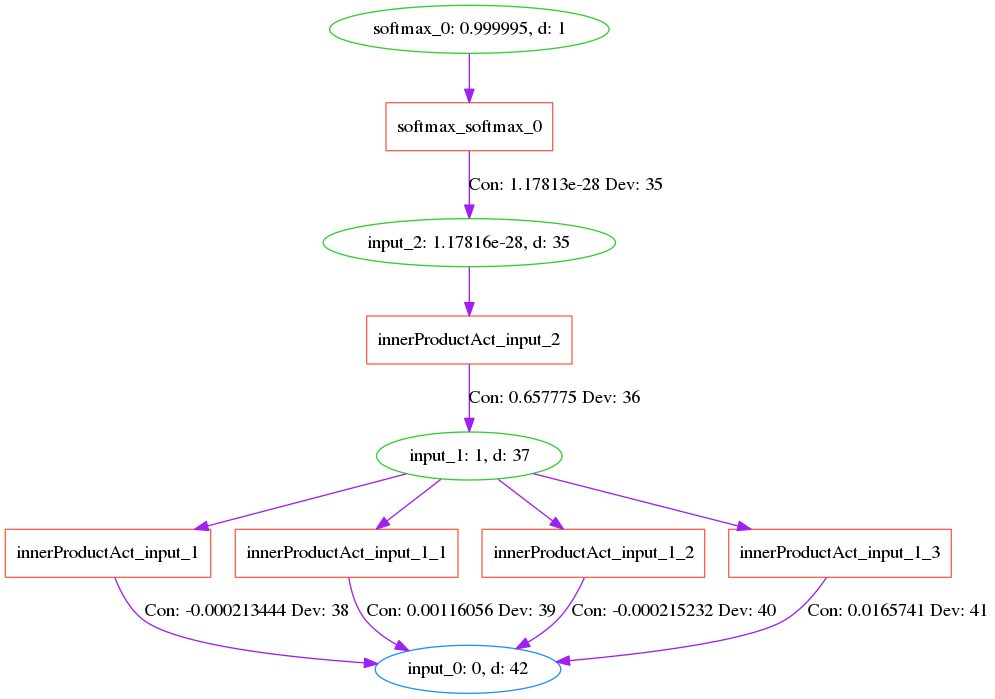 softmax_0: 0.999995, d: 1
softmax_softmax_0
Con: 1.17813e-28 Dev: 35
input_2: 1.17816e-28, d: 35
innerProductAct_input_2
Con: 0.657775 Dev: 36
input_1: 1, d: 37
innerProductAct_input_1
innerProductAct_input_1_1
innerProductAct_input_1_2
innerProductAct_input_1_3
Con: -0.000213444 Dev: 38
Con: 0.00116056 Dev: 39
Con: -0.000215232 Dev: 40
Con: 0.0165741 Dev: 41
input_0: 0, d: 42